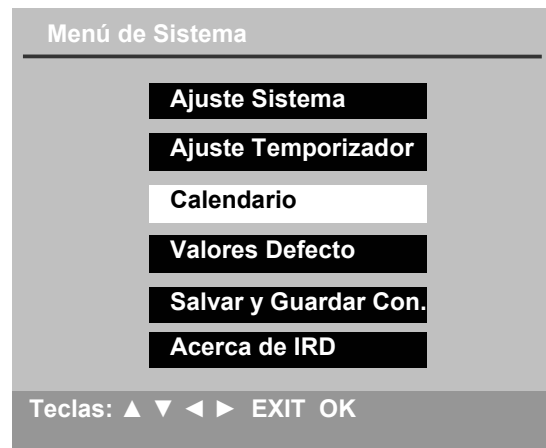 Menú de Sistema
Ajuste Sistema
Ajuste Temporizador
Calendario
Valores Defecto
Salvar y Guardar Con.
Acerca de IRD
Teclas: ▲ ▼ ◄ ► EXIT OK